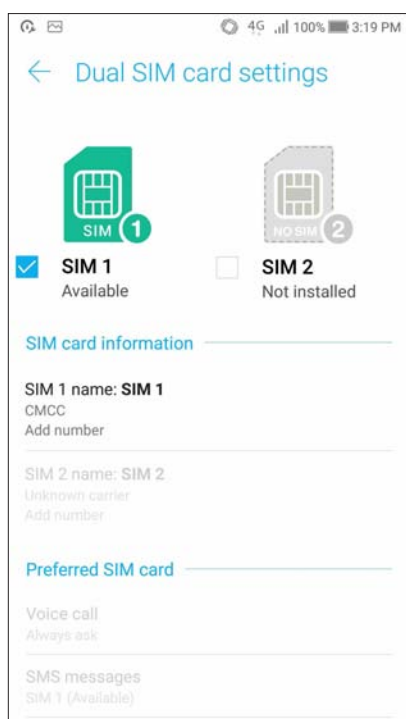 4G 100% 3:19 PM
Dual SIM card settings
SIM 1
NO SIM 2
SIM 1
Available
SIM 2
Not installed
SIM card information
SIM 1 name: SIM 1
CMCC
Add number
SIM 2 name: SIM 2
Unknown carrier
Add number
Preferred SIM card
Voice call
Always ask
SMS messages
SIM 1 (Available)